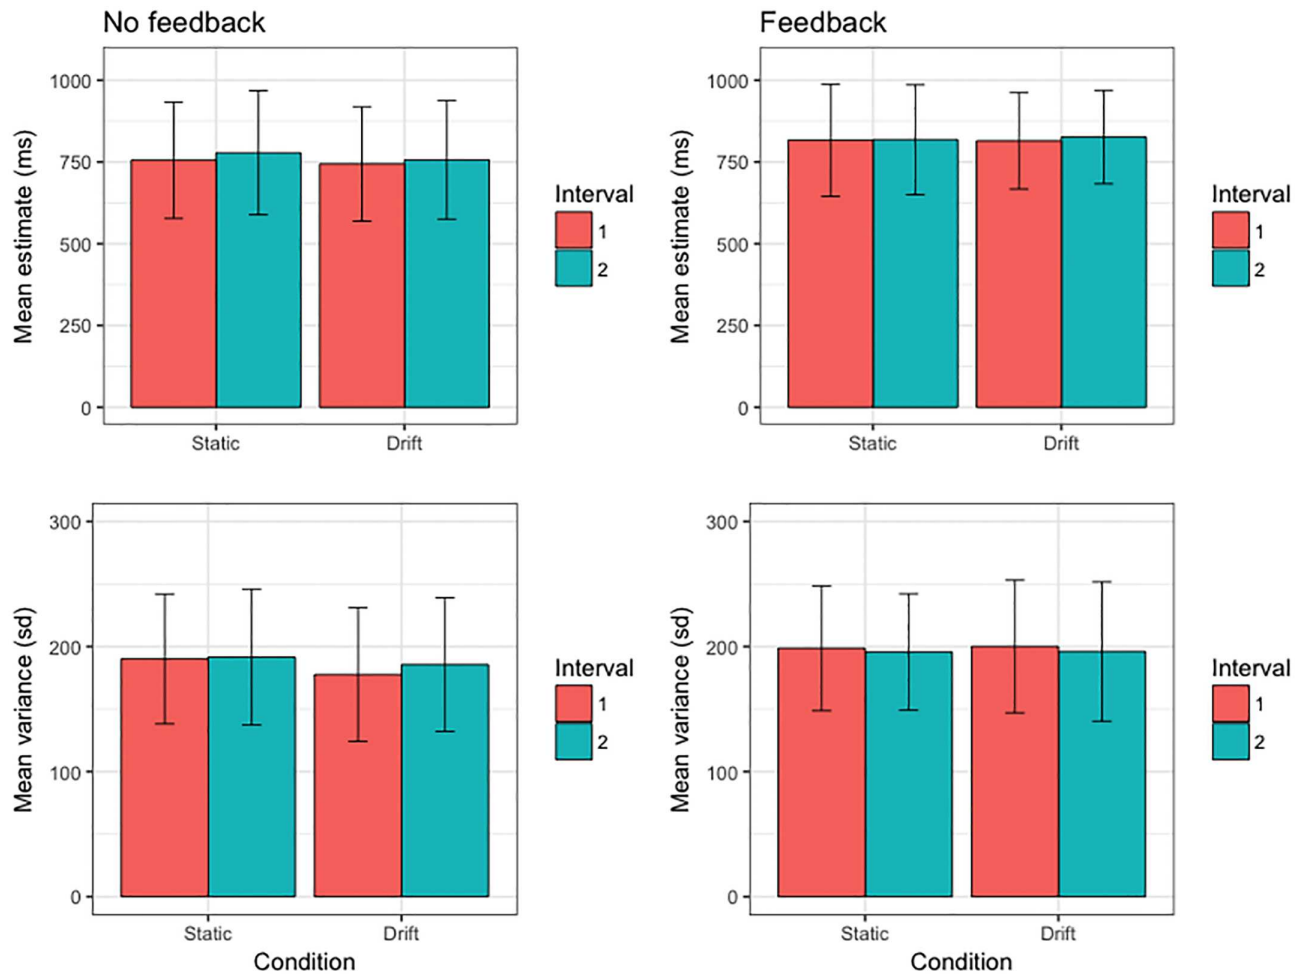 No feedback
Mean estimate (ms)
1000
750
500
250
0
Static Drift
Interval
1
2
Feedback
Mean estimate (ms)
1000
750
500
250
0
Static Drift
Interval
1
2
Mean variance (sd)
300
200
100
0
Static Drift
Condition
Interval
1
2
Mean variance (sd)
300
200
100
0
Static Drift
Condition
Interval
1
2